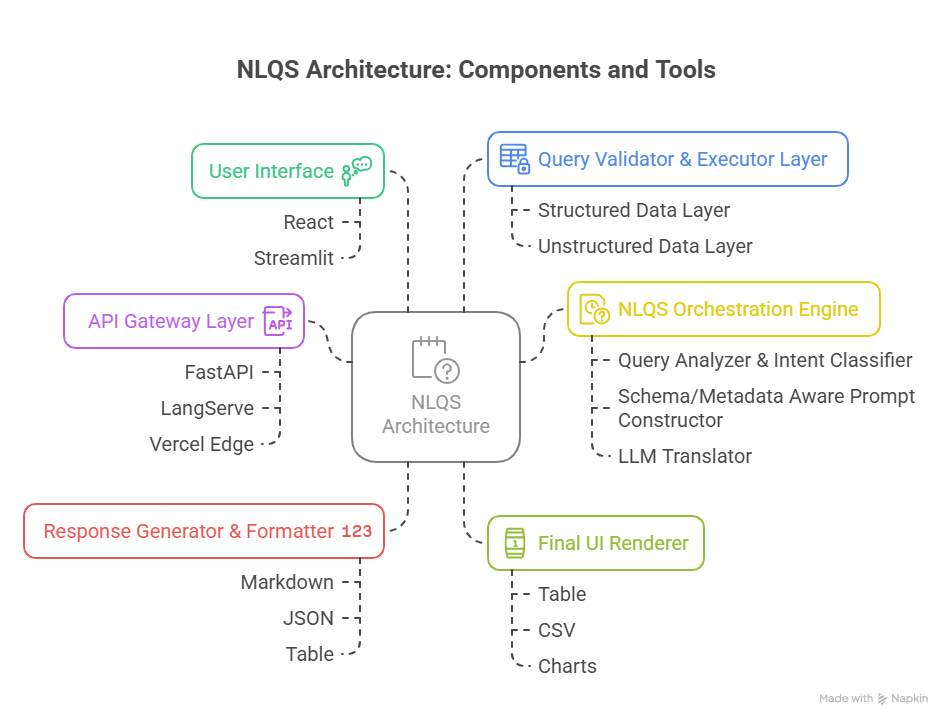 NLQS Architecture: Components and Tools
User Interface
React
Streamlit
API Gateway Layer
API
FastAPI
LangServe
Vercel Edge
Response Generator & Formatter 123
Markdown
JSON
Table
NLQS
Architecture
?
Query Validator & Executor Layer
Structured Data Layer
Unstructured Data Layer
?
NLQS Orchestration Engine
Query Analyzer & Intent Classifier
Schema/Metadata Aware Prompt
Constructor
LLM Translator
1
Final UI Renderer
Table
CSV
Charts
Made with Napkin